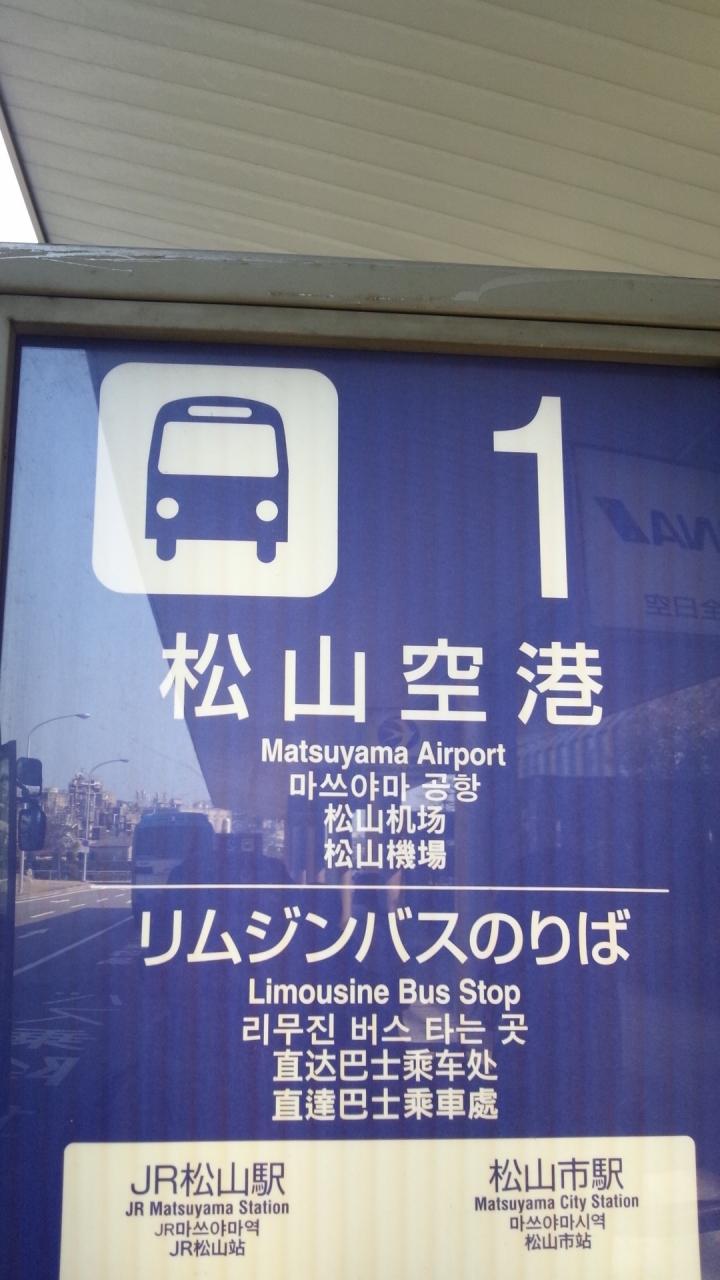 1
松山空港
Matsuyama Airport
마쓰야마 공항
松山机场
松山機場
リムジンバスのりば
Limousine Bus Stop
리무진 버스 타는 곳
直达巴士乘车处
直達巴士乘車處
JR松山駅
JR Matsuyama Station
JR마쓰야마역
JR松山站
松山市駅
Matsuyama City Station
마쓰야마시역
松山市站